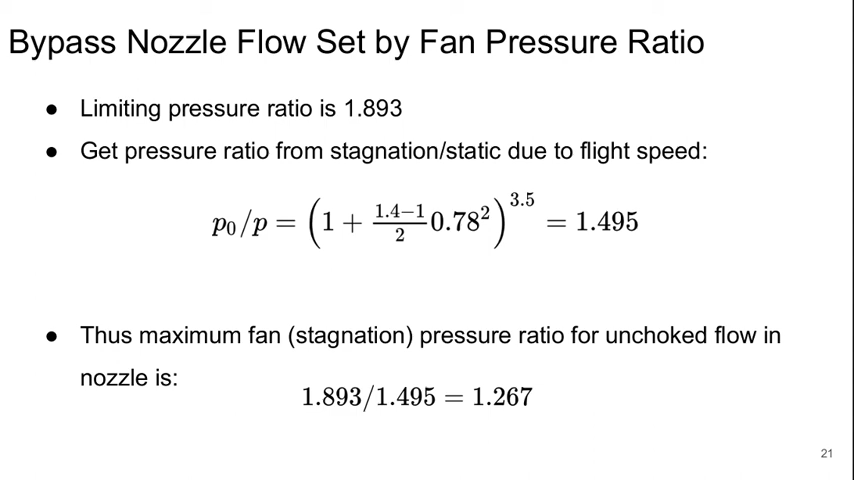 Bypass Nozzle Flow Set by Fan Pressure Ratio
● Limiting pressure ratio is 1.893
● Get pressure ratio from stagnation/static due to flight speed:
p₀/p = (1 + \frac{1.4−1}{2} 0.78²)^{3.5} = 1.495
● Thus maximum fan (stagnation) pressure ratio for unchoked flow in
nozzle is:
1.893/1.495 = 1.267
21